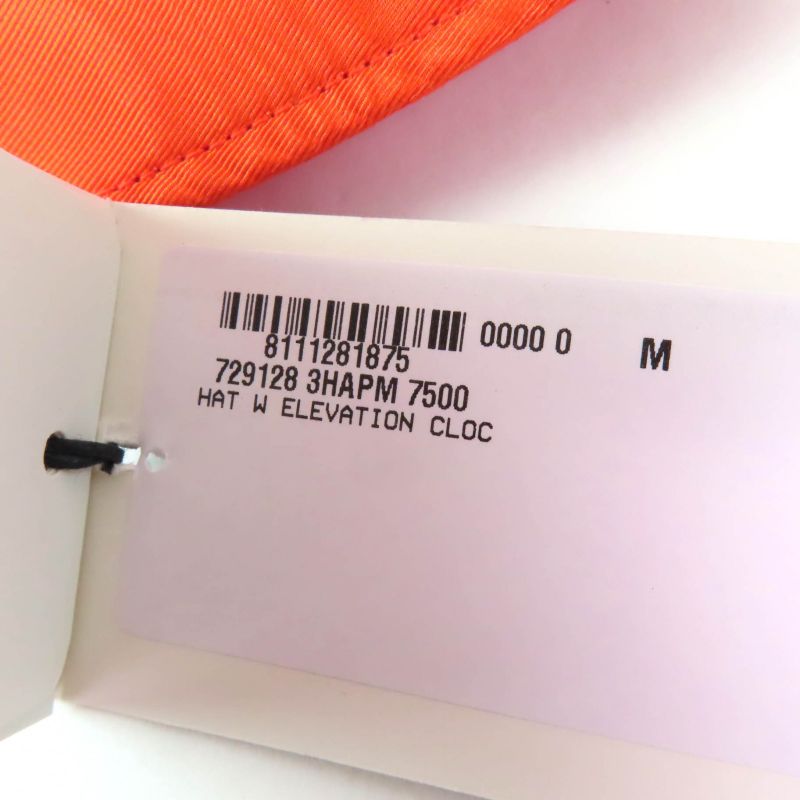 0000 0 M
8111281875
729128 3HAPM 7500
HAT W ELEVATION CLOC